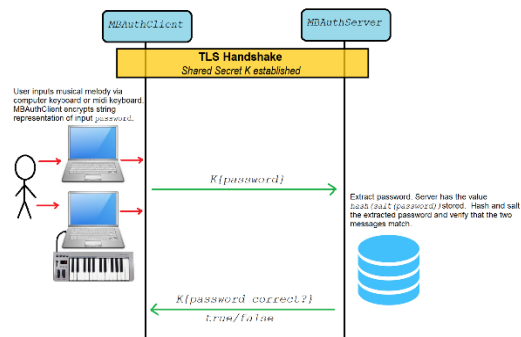 MBAuthClient
MBAuthServer
TLS Handshake
Shared Secret K established
User inputs musical melody via
computer keyboard or midi keyboard.
MBAuthClient encrypts string
representation of input password.
K{password}
Extract password. Server has the value
hash(salt(password)) stored. Hash and salt
the extracted password and verify that the two
messages match.
K{password correct?}
true/false